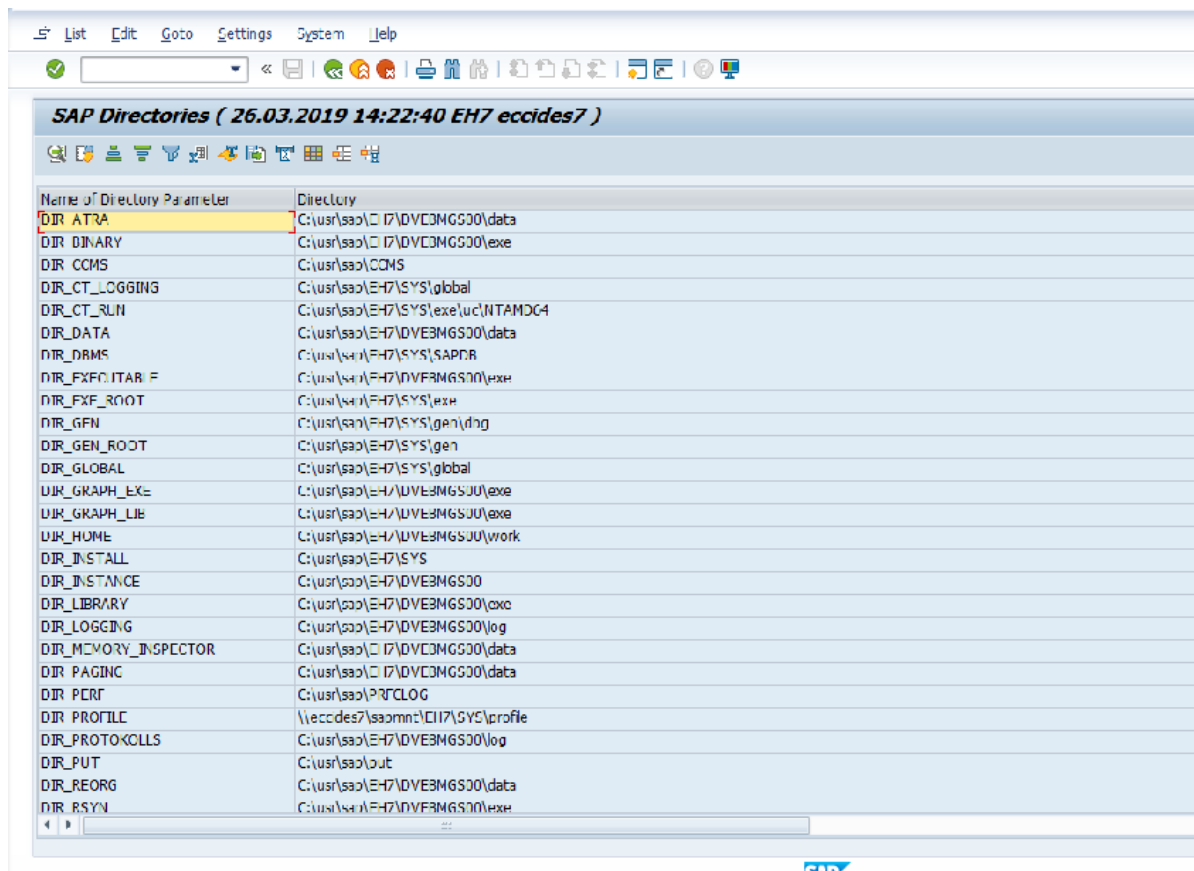 List Edit Goto Settings System Help
SAP Directories ( 26.03.2019 14:22:40 EH7 eccides7 )
Name of Directory Parameter Directory
DIR_ATRA C:\usr\sap\EH7\DVEBMGS00\data
DIR_BINARY C:\usr\sap\EH7\DVEBMGS00\exe
DIR_CCMS C:\usr\sap\CCMS
DIR_CT_LOGGING C:\usr\sap\EH7\SYS\global
DIR_CT_RUN C:\usr\sap\EH7\SYS\exe\uc\NTAMD64
DIR_DATA C:\usr\sap\EH7\DVEBMGS00\data
DIR_DBMS C:\usr\sap\EH7\SYS\SAPDB
DIR_EXECUTABLE C:\usr\sap\EH7\DVEBMGS00\exe
DIR_EXE_ROOT C:\usr\sap\EH7\SYS\exe
DIR_GEN C:\usr\sap\EH7\SYS\gen\dbg
DIR_GEN_ROOT C:\usr\sap\EH7\SYS\gen
DIR_GLOBAL C:\usr\sap\EH7\SYS\global
DIR_GRAPH_EXE C:\usr\sap\EH7\DVEBMGS00\exe
DIR_GRAPH_LIB C:\usr\sap\EH7\DVEBMGS00\exe
DIR_HOME C:\usr\sap\EH7\DVEBMGS00\work
DIR_INSTALL C:\usr\sap\EH7\SYS
DIR_INSTANCE C:\usr\sap\EH7\DVEBMGS00
DIR_LIBRARY C:\usr\sap\EH7\DVEBMGS00\exe
DIR_LOGGING C:\usr\sap\EH7\DVEBMGS00\log
DIR_MEMORY_INSPECTOR C:\usr\sap\EH7\DVEBMGS00\data
DIR_PAGING C:\usr\sap\EH7\DVEBMGS00\data
DIR_PERF C:\usr\sap\PRFCLOG
DIR_PROFILE \\eccides7\sapmnt\EH7\SYS\profile
DIR_PROTOKOLLS C:\usr\sap\EH7\DVEBMGS00\log
DIR_PUT C:\usr\sap\put
DIR_REORG C:\usr\sap\EH7\DVEBMGS00\data
DIR_RSYN C:\usr\sap\EH7\DVEBMGS00\exe
SAP